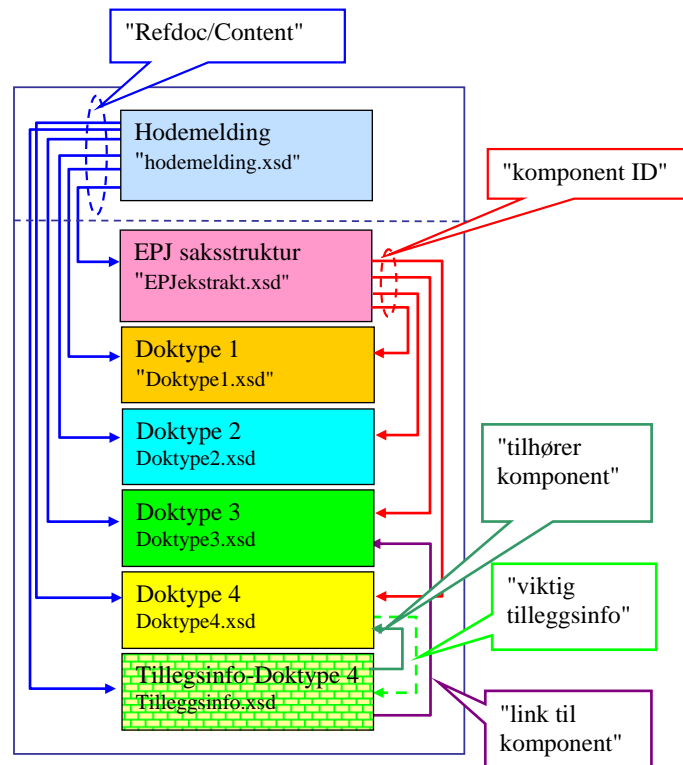 "Refdoc/Content"
Hodemelding
"hodemelding.xsd"
"komponent ID"
EPJ saksstruktur
"EPJekstrakt.xsd"
Doktype 1
"Doktype1.xsd"
Doktype 2
Doktype2.xsd
"tilhører
komponent"
Doktype 3
Doktype3.xsd
Doktype 4
Doktype4.xsd
"viktig
tilleggsinfo"
Tillegsinfo-Doktype 4
Tilleggsinfo.xsd
"link til
komponent"